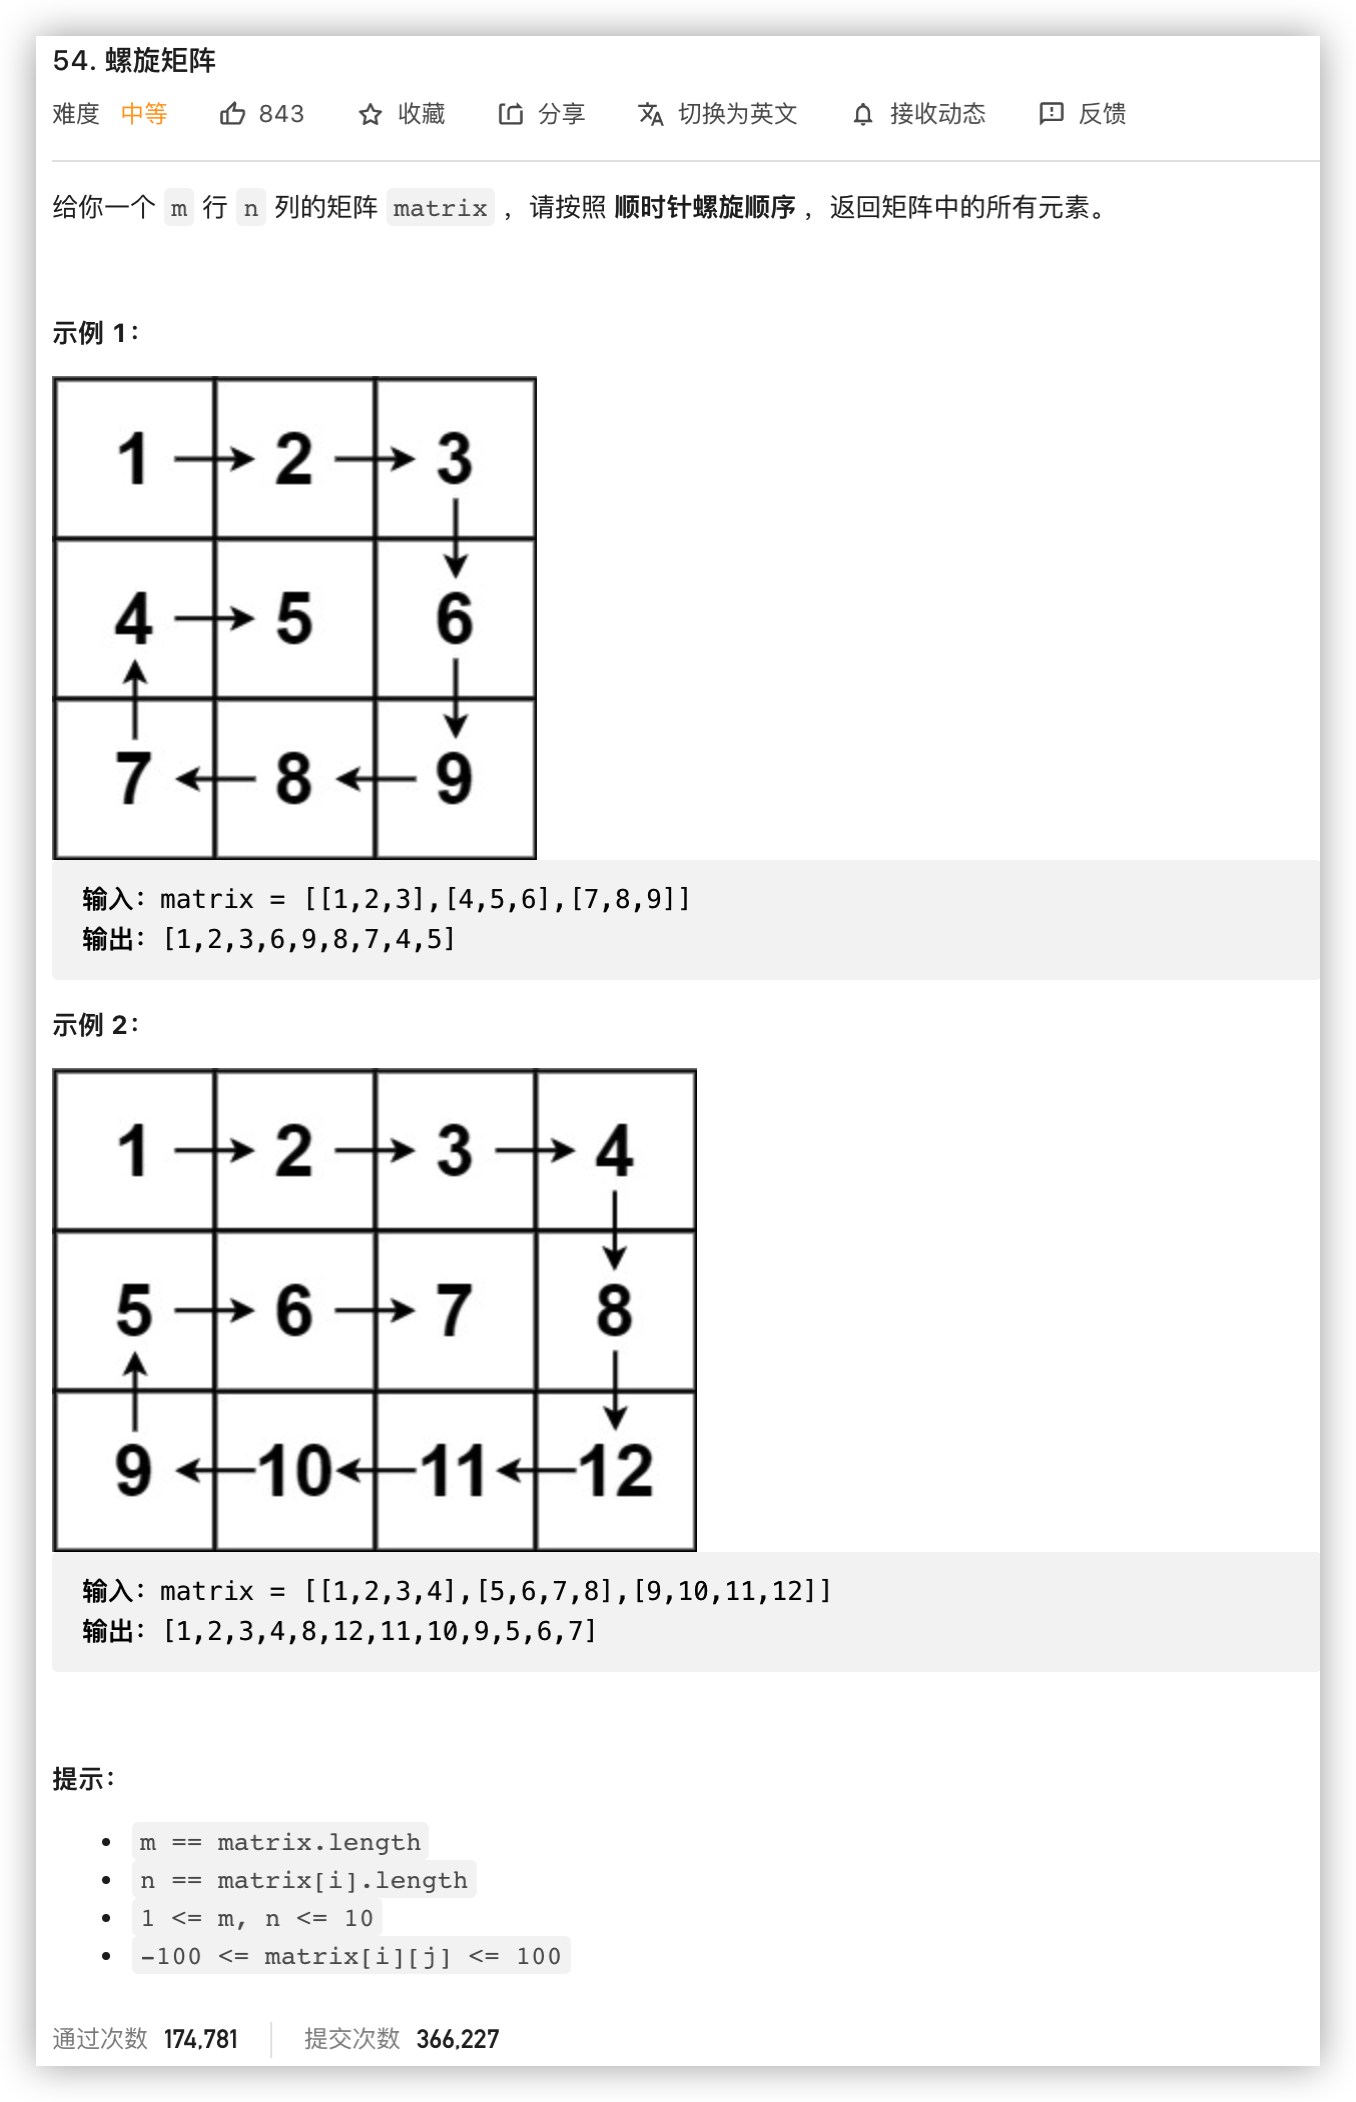 54. 螺旋矩阵
难度 中等 843 收藏 分享 切换为英文 接收动态 反馈
给你一个 m 行 n 列的矩阵 matrix ，请按照 顺时针螺旋顺序 ，返回矩阵中的所有元素。
示例 1：
1 2 3
4 5 6
7 8 9
输入：matrix = [[1,2,3],[4,5,6],[7,8,9]]
输出：[1,2,3,6,9,8,7,4,5]
示例 2：
1 2 3 4
5 6 7 8
9 10 11 12
输入：matrix = [[1,2,3,4],[5,6,7,8],[9,10,11,12]]
输出：[1,2,3,4,8,12,11,10,9,5,6,7]
提示：
m == matrix.length
n == matrix[i].length
1 <= m, n <= 10
-100 <= matrix[i][j] <= 100
通过次数 174,781 提交次数 366,227